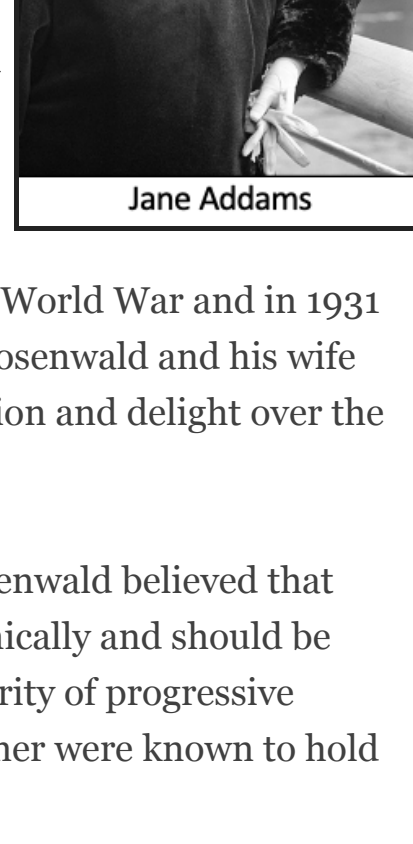 Jane Addams
World War and in 1931
osenwald and his wife
ion and delight over the
enwald believed that
ically and should be
rity of progressive
her were known to hold